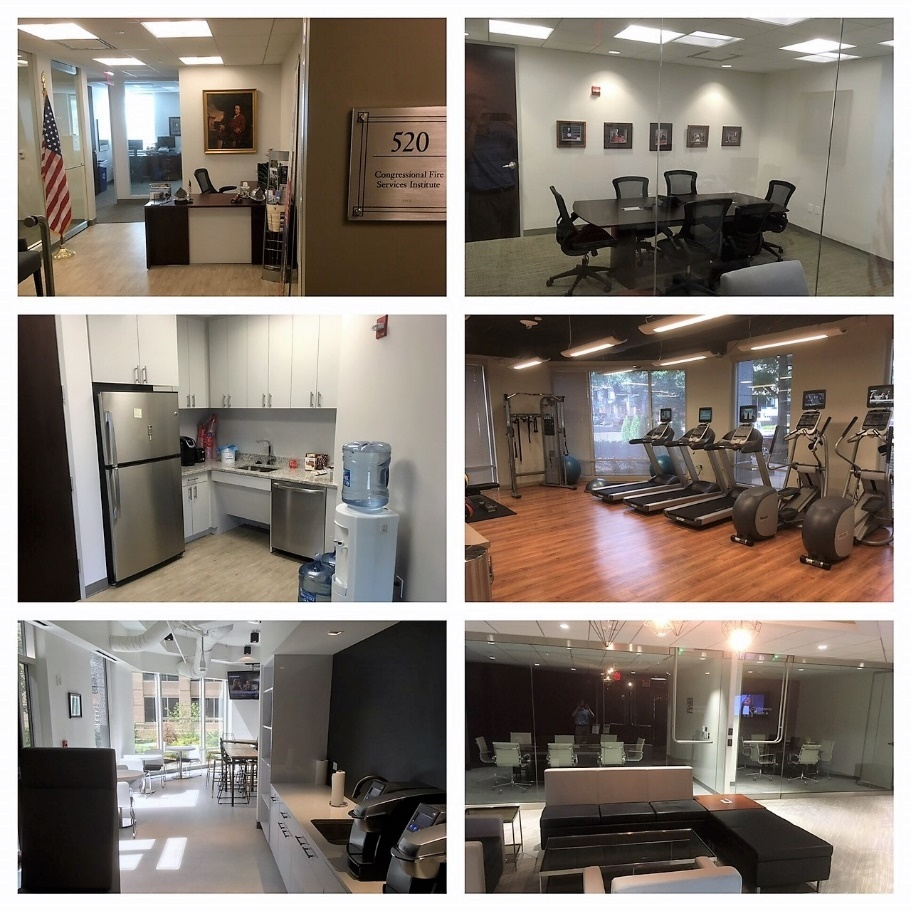 520
Congressional Fire
Services Institute